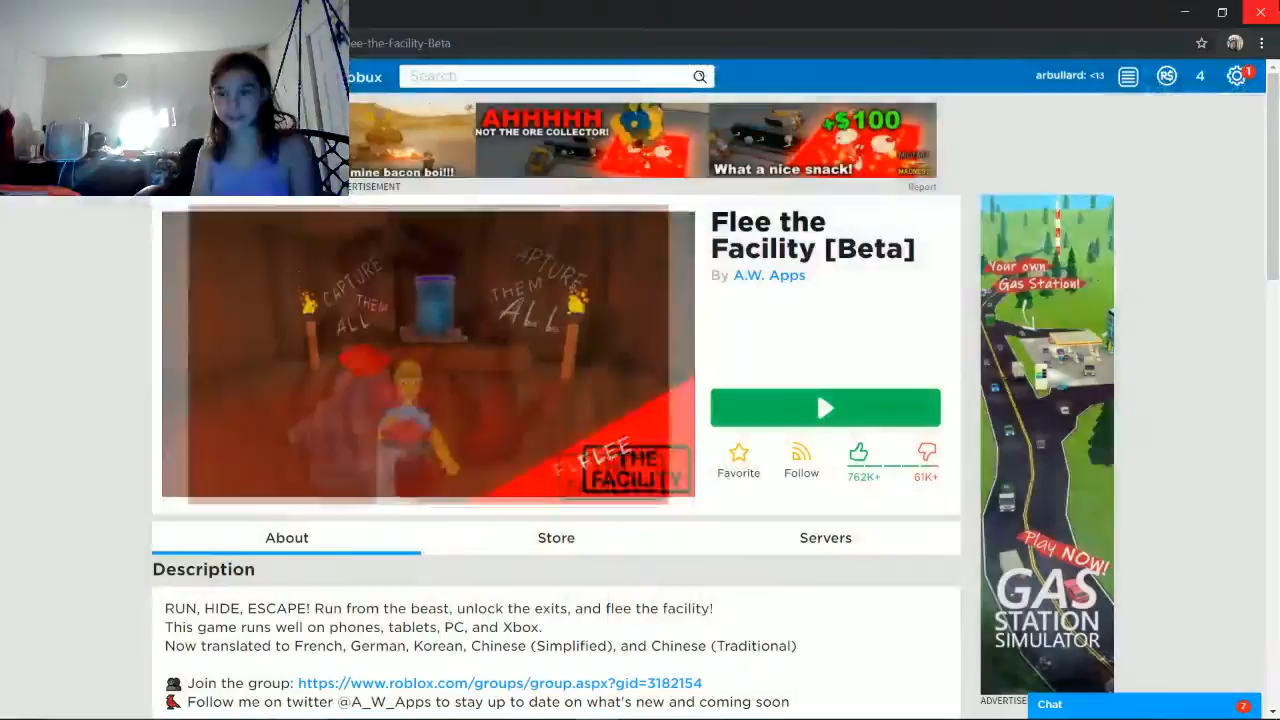 ee-the-Facility-Beta
obux
Search
arbullard: <13
4
1
AHHHHH
NOT THE ORE COLLECTOR!
+$100
mine bacon boi!!!
What a nice snack!
ERTISEMENT
Report
CAPTURE
THEM
ALL
APTURE
THEM
ALL
FLEE
THE
FACILITY
Flee the
Facility [Beta]
By A.W. Apps
Favorite
Follow
762K+
61K+
Your own
Gas Station!
Play NOW!
GAS
STATION
SIMULATOR
About
Store
Servers
Description
RUN, HIDE, ESCAPE! Run from the beast, unlock the exits, and flee the facility!
This game runs well on phones, tablets, PC, and Xbox.
Now translated to French, German, Korean, Chinese (Simplified), and Chinese (Traditional)
Join the group: https://www.roblox.com/groups/group.aspx?gid=3182154
Follow me on twitter @A_W_Apps to stay up to date on what's new and coming soon
ADVERTISE
Chat
7